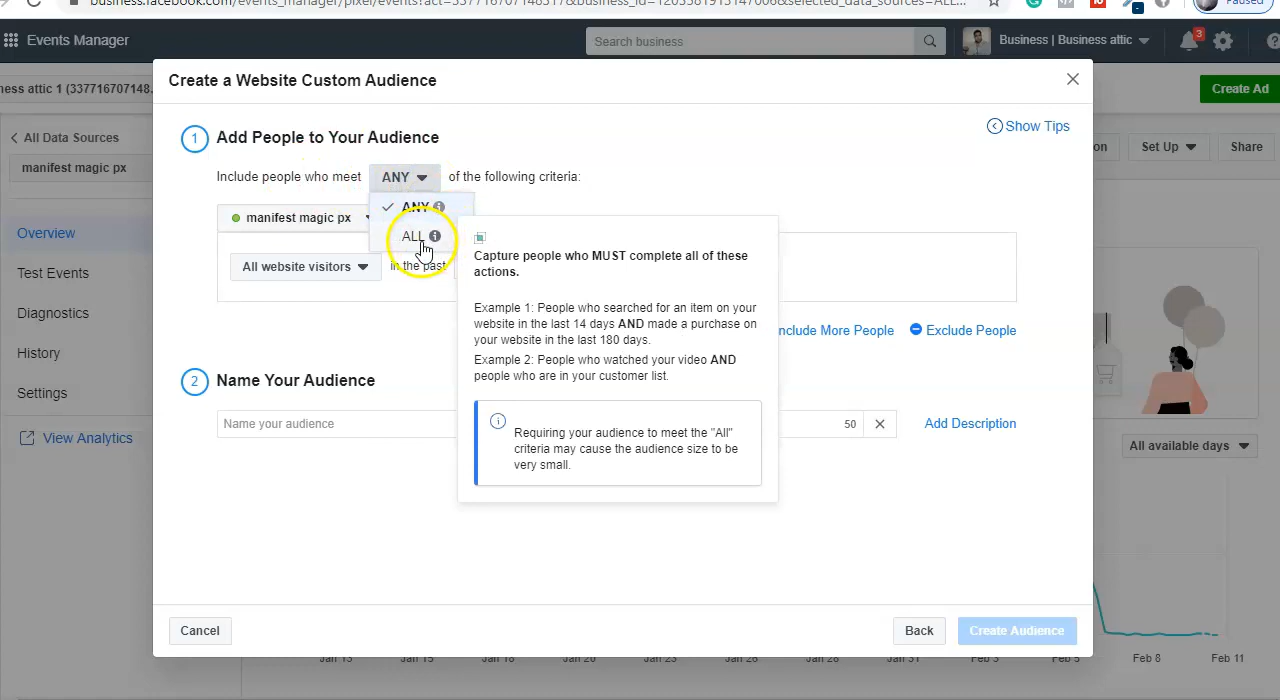 Paused
Events Manager
Search business
Business | Business attic
3
ness attic 1 (337716707148.
Create Ad
Create a Website Custom Audience
All Data Sources
manifest magic px
1
Add People to Your Audience
Show Tips
on
Set Up
Share
Include people who meet
ANY
of the following criteria:
ANY
ALL
manifest magic px
All website visitors
in the past
Capture people who MUST complete all of these
actions.
Example 1: People who searched for an item on your
website in the last 14 days AND made a purchase on
your website in the last 180 days.
Example 2: People who watched your video AND
people who are in your customer list.
Requiring your audience to meet the "All"
criteria may cause the audience size to be
very small.
nclude More People
Exclude People
2
Name Your Audience
Name your audience
50
Add Description
Overview
Test Events
Diagnostics
History
Settings
View Analytics
All available days
Cancel
Back
Create Audience
Jan 13
Jan 15
Jan 18
Jan 20
Jan 23
Jan 26
Jan 28
Jan 31
Feb 3
Feb 5
Feb 8
Feb 11